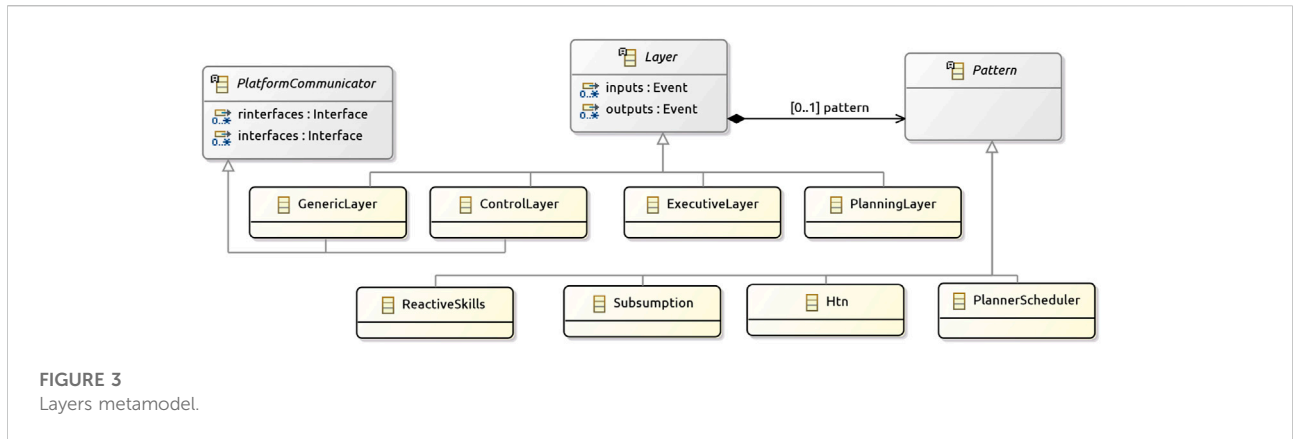 PlatformCommunicator
0..*
rinterfaces : Interface
0..*
interfaces : Interface
Layer
0..*
inputs : Event
0..*
outputs : Event
[0..1] pattern
Pattern
GenericLayer
ControlLayer
ExecutiveLayer
PlanningLayer
ReactiveSkills
Subsumption
Htn
PlannerScheduler
FIGURE 3
Layers metamodel.